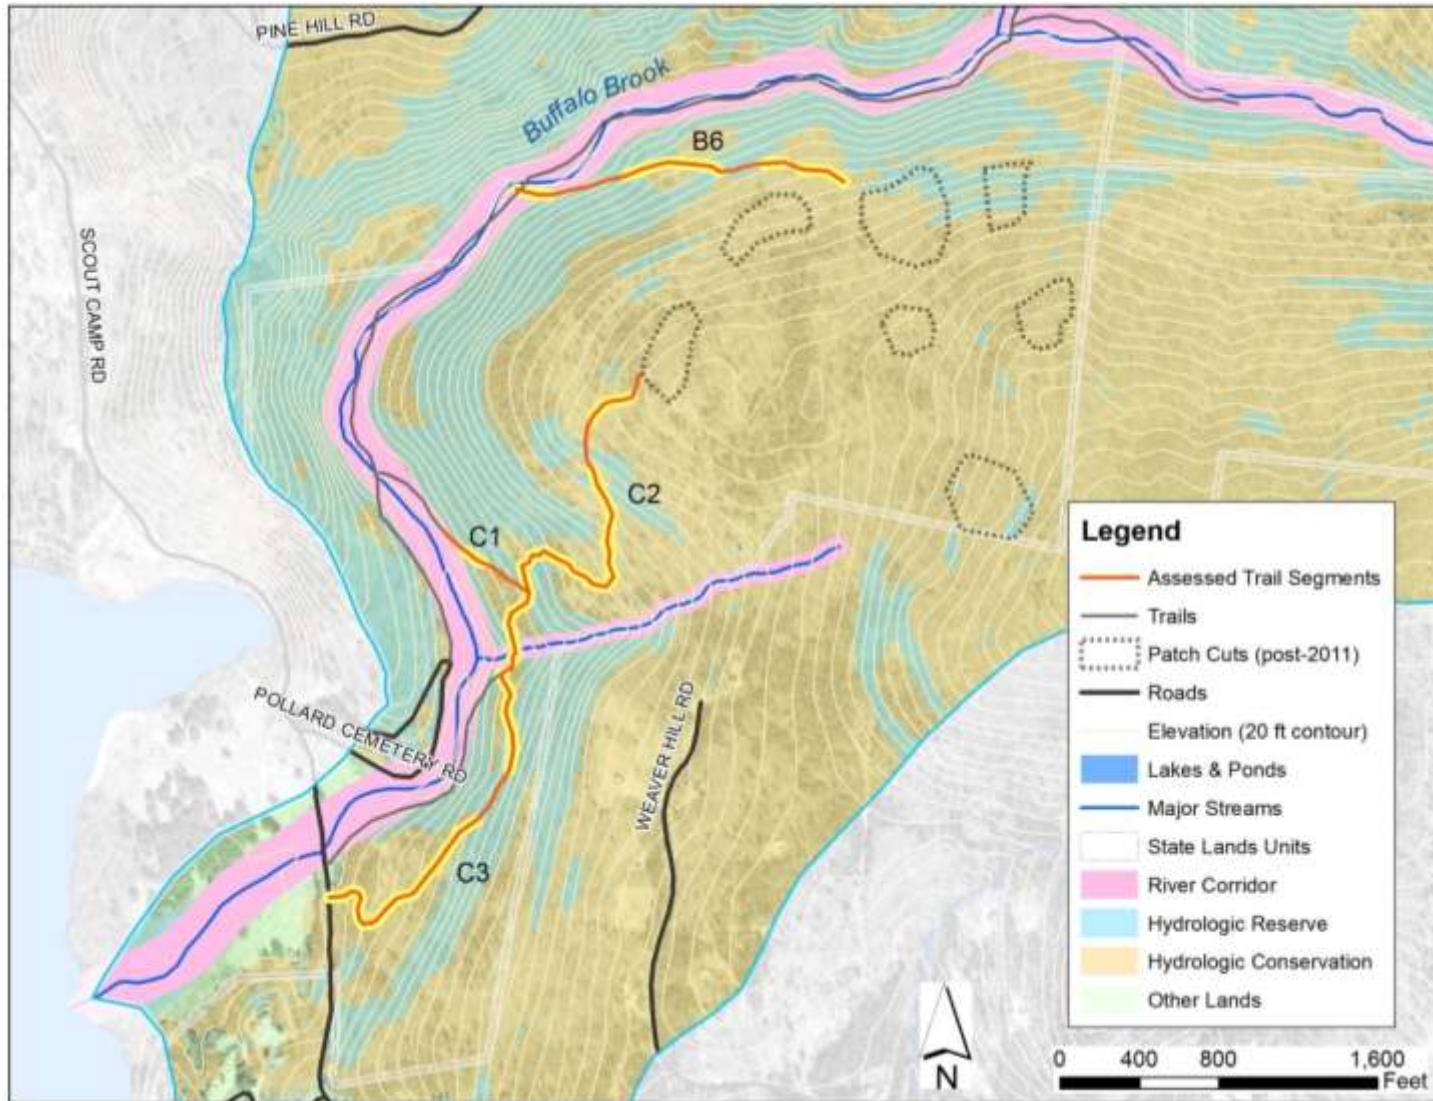 PINE HILL RD
Buffalo Brook
B6
SCOUT CAMP RD
C2
C1
POLLARD CEMETERY RD
WEAVER HILL RD
C3
Legend
Assessed Trail Segments
Trails
Patch Cuts (post-2011)
Roads
Elevation (20 ft contour)
Lakes & Ponds
Major Streams
State Lands Units
River Corridor
Hydrologic Reserve
Hydrologic Conservation
Other Lands
N
0 400 800 1,600
Feet